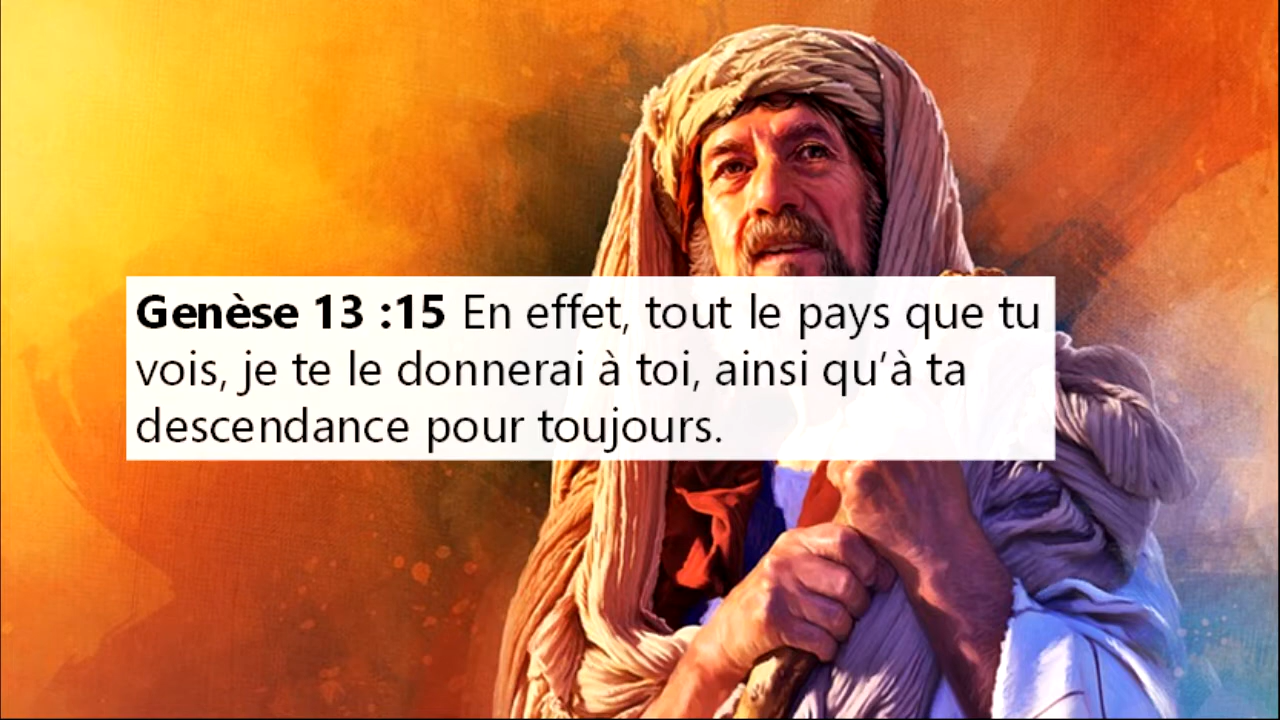 Genèse 13 :15 En effet, tout le pays que tu
vois, je te le donnerai à toi, ainsi qu’à ta
descendance pour toujours.